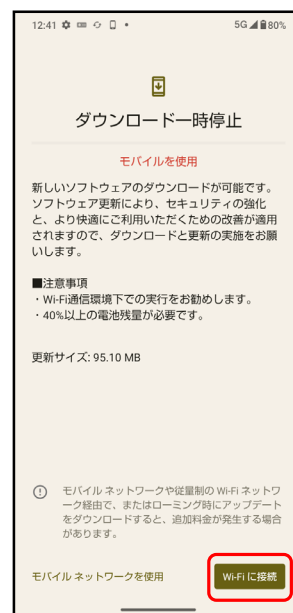 12:41 5G 80%
ダウンロード一時停止
モバイルを使用
新しいソフトウェアのダウンロードが可能です。
ソフトウェア更新により、セキュリティの強化
と、より快適にご利用いただくための改善が適用
されますので、ダウンロードと更新の実施をお願
いします。
■注意事項
・Wi-Fi通信環境下での実行をお勧めします。
・40%以上の電池残量が必要です。
更新サイズ: 95.10 MB
モバイル ネットワークや従量制の Wi-Fi ネットワ
ーク経由で、またはローミング時にアップデート
をダウンロードすると、追加料金が発生する場合
があります。
モバイル ネットワークを使用 Wi-Fi に接続